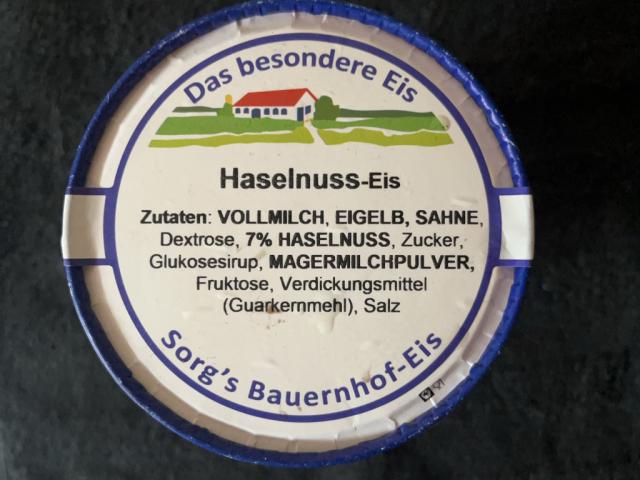 Das besondere Eis
Haselnuss-Eis
Zutaten: VOLLMILCH, EIGELB, SAHNE,
Dextrose, 7% HASELNUSS, Zucker,
Glukosesirup, MAGERMILCHPULVER,
Fruktose, Verdickungsmittel
(Guarkernmehl), Salz
Sorg's Bauernhof-Eis